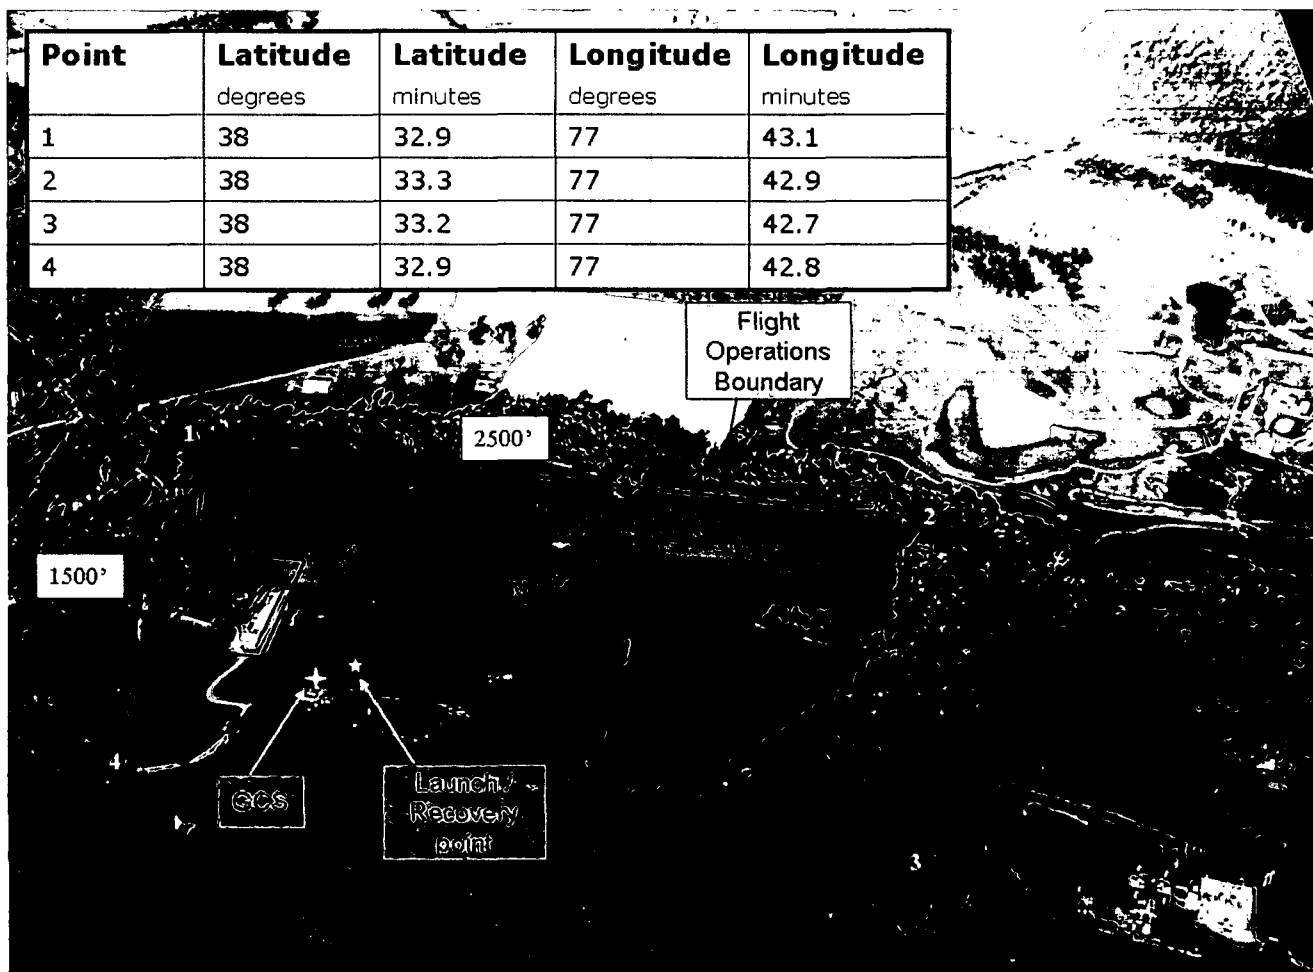 Point Latitude Latitude Longitude Longitude
degrees minutes degrees minutes
1 38 32.9 77 43.1
2 38 33.3 77 42.9
3 38 33.2 77 42.7
4 38 32.9 77 42.8
Flight
Operations
Boundary
1
2500'
2
1500'
4
GCS
Launch /
Recovery
point
3